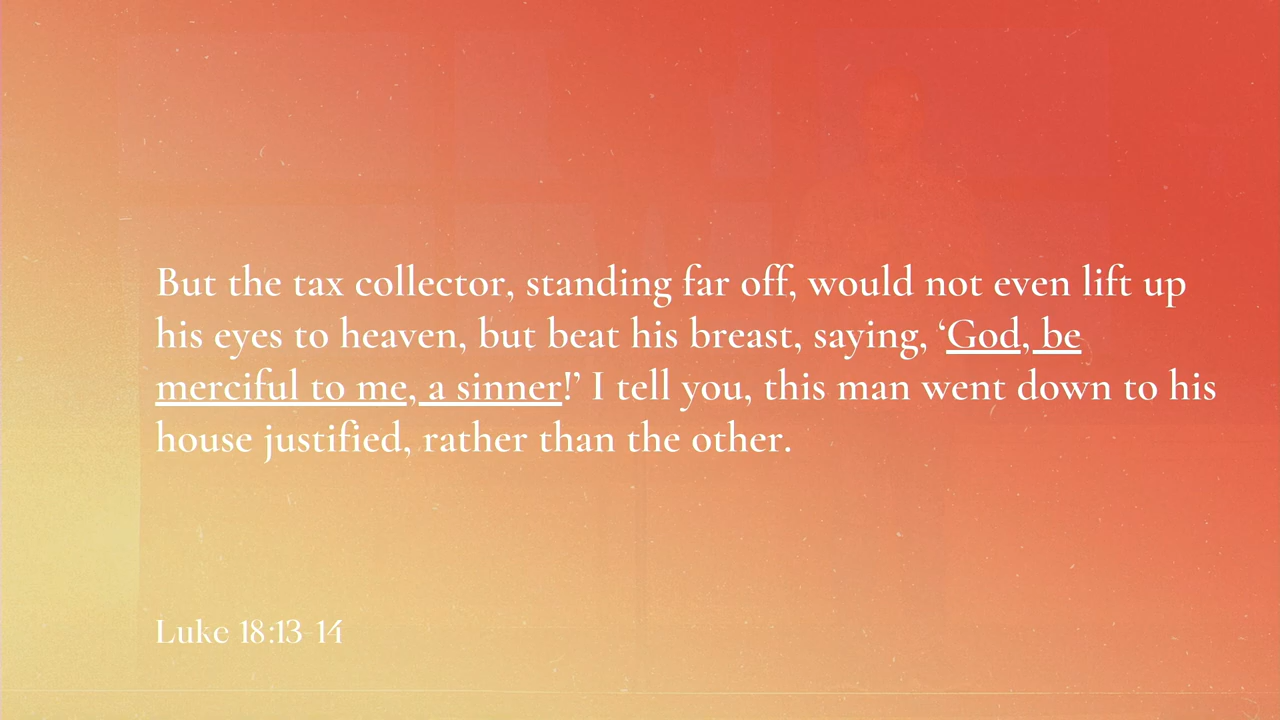 But the tax collector, standing far off, would not even lift up
his eyes to heaven, but beat his breast, saying, ‘God, be
merciful to me, a sinner!’ I tell you, this man went down to his
house justified, rather than the other.
Luke 18:13-14